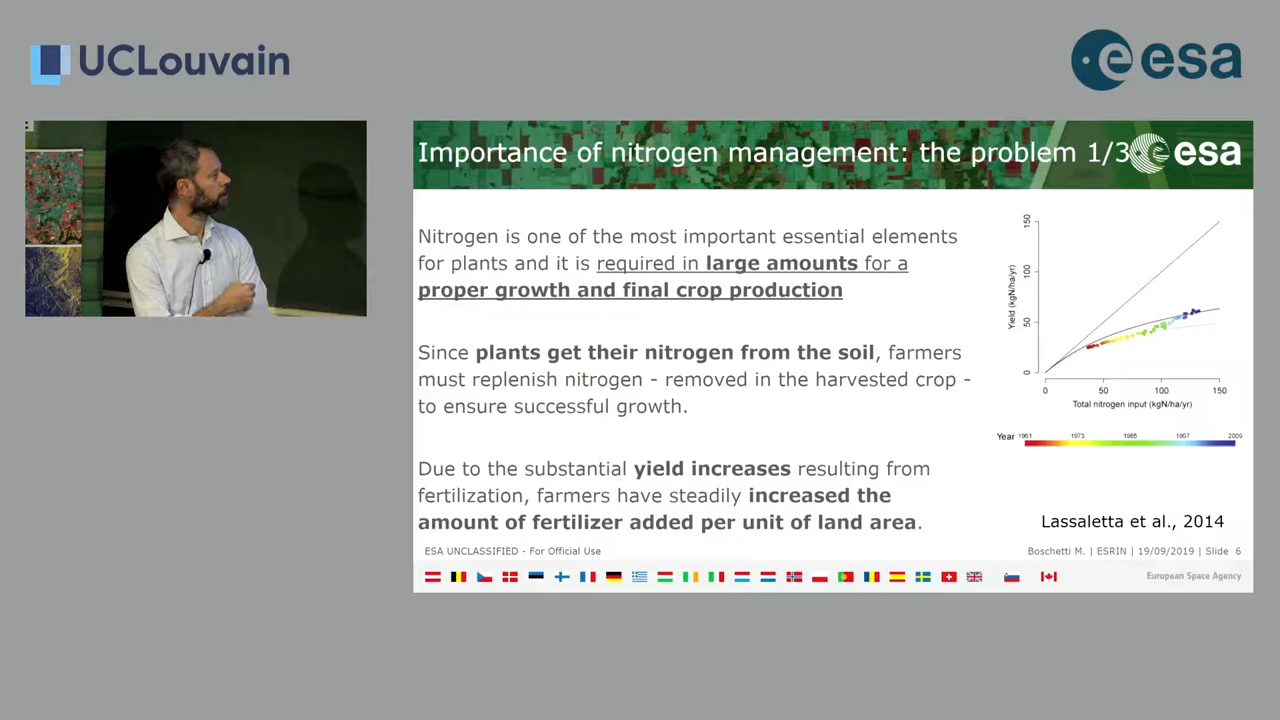 UCLouvain
esa
Importance of nitrogen management: the problem 1/3
esa
Nitrogen is one of the most important essential elements
for plants and it is required in large amounts for a
proper growth and final crop production
Since plants get their nitrogen from the soil, farmers
must replenish nitrogen - removed in the harvested crop -
to ensure successful growth.
Due to the substantial yield increases resulting from
fertilization, farmers have steadily increased the
amount of fertilizer added per unit of land area.
Yield (kgN/ha/yr)
150
100
50
0
0 50 100 150
Total nitrogen input (kgN/ha/yr)
Year 1961 1973 1985 1997 2009
Lassaletta et al., 2014
ESA UNCLASSIFIED - For Official Use
Boschetti M. | ESRIN | 19/09/2019 | Slide 6
European Space Agency